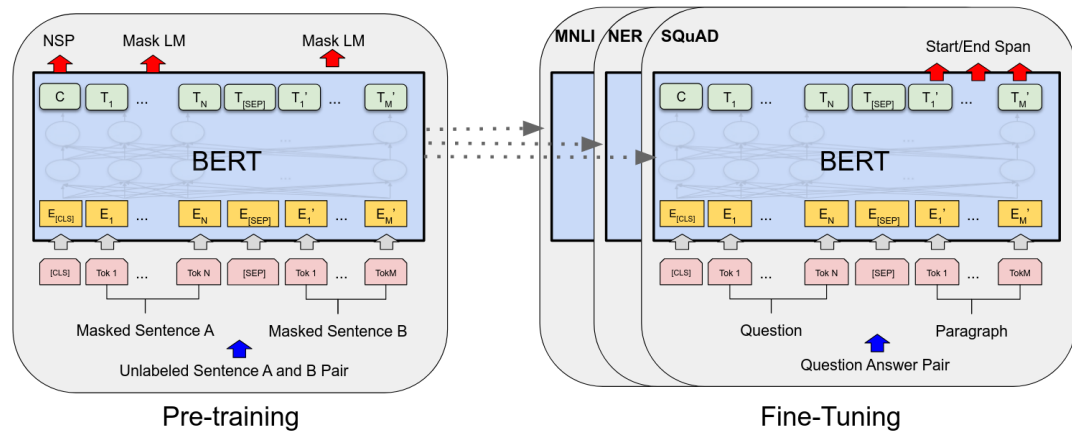 NSP Mask LM Mask LM
C T1 ... TN T[SEP] T1' ... TM'
BERT
E[CLS] E1 ... EN E[SEP] E1' ... EM'
[CLS] Tok 1 ... Tok N [SEP] Tok 1 ... TokM
Masked Sentence A Masked Sentence B
Unlabeled Sentence A and B Pair
Pre-training
MNLI NER SQuAD
Start/End Span
C T1 ... TN T[SEP] T1' ... TM'
BERT
E[CLS] E1 ... EN E[SEP] E1' ... EM'
[CLS] Tok 1 ... Tok N [SEP] Tok 1 ... TokM
Question Paragraph
Question Answer Pair
Fine-Tuning